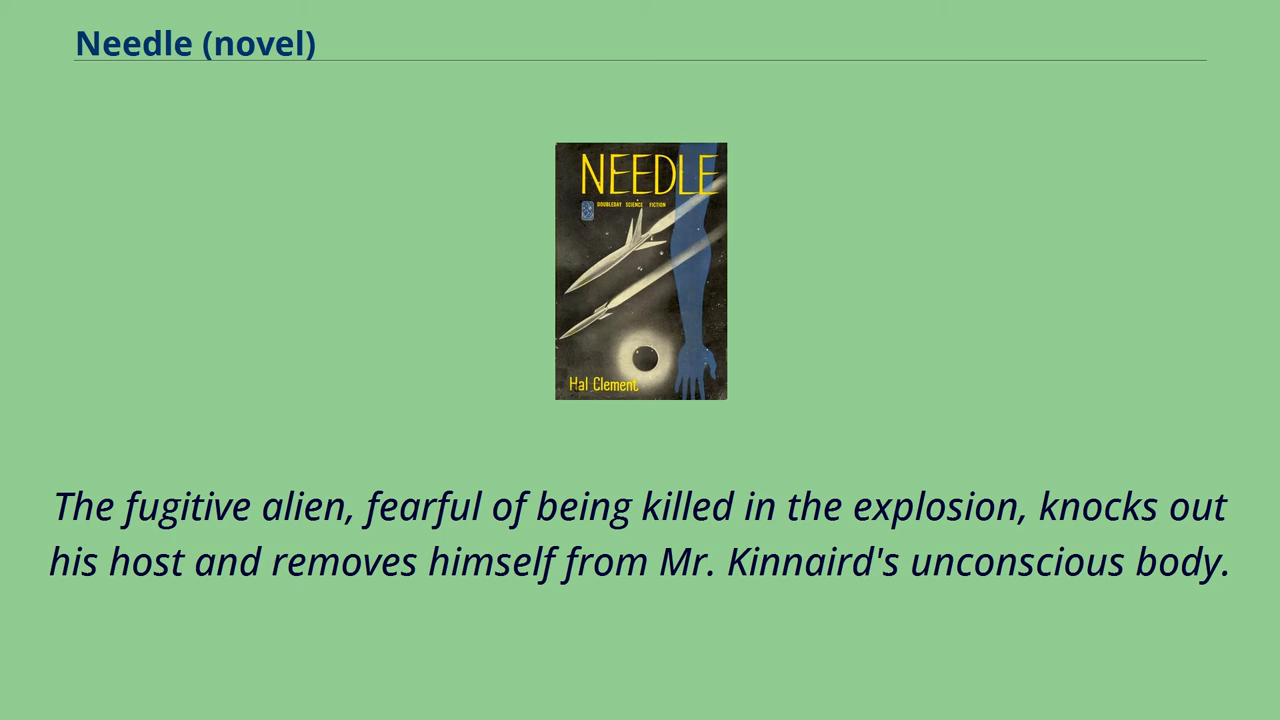 Needle (novel)
NEEDLE
DOUBLEDAY SCIENCE FICTION
Hal Clement
The fugitive alien, fearful of being killed in the explosion, knocks out
his host and removes himself from Mr. Kinnaird's unconscious body.